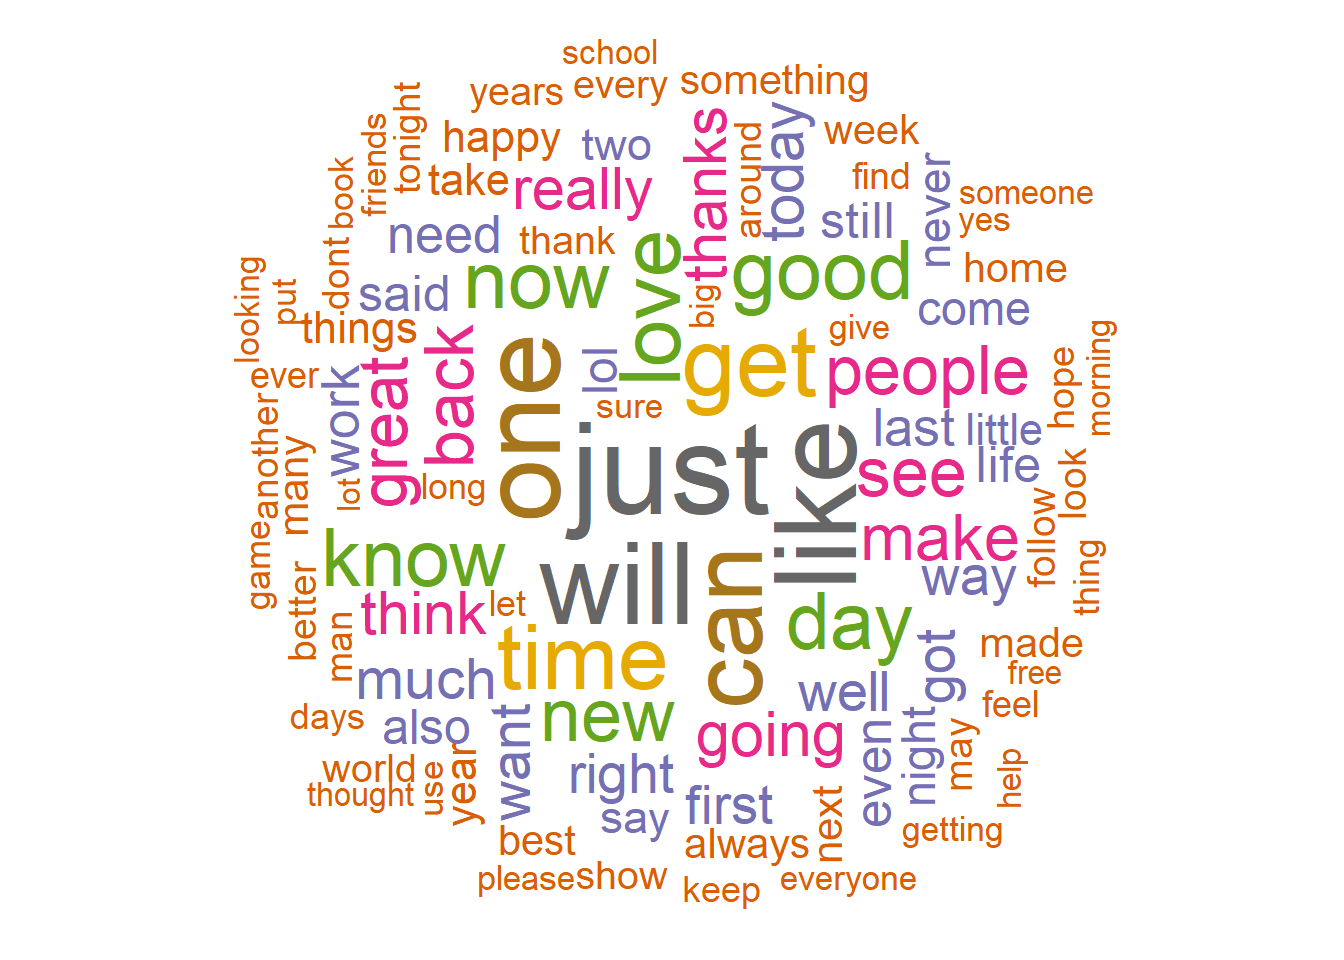 school
years
every
something
tonight
friends
happy
two
thanks
around
today
week
book
take
really
find
never
someone
yes
need
thank
love
still
looking
put
dont
said
now
big
good
home
come
things
great
back
one
lol
get
give
people
hope
morning
ever
work
sure
another
many
lot
long
just
like
last
little
see
life
look
game
know
will
can
make
way
follow
thing
better
man
think
let
time
day
got
made
free
much
well
feel
days
also
want
new
going
even
night
may
help
world
thought
use
year
right
say
first
next
best
always
getting
please
show
keep
everyone